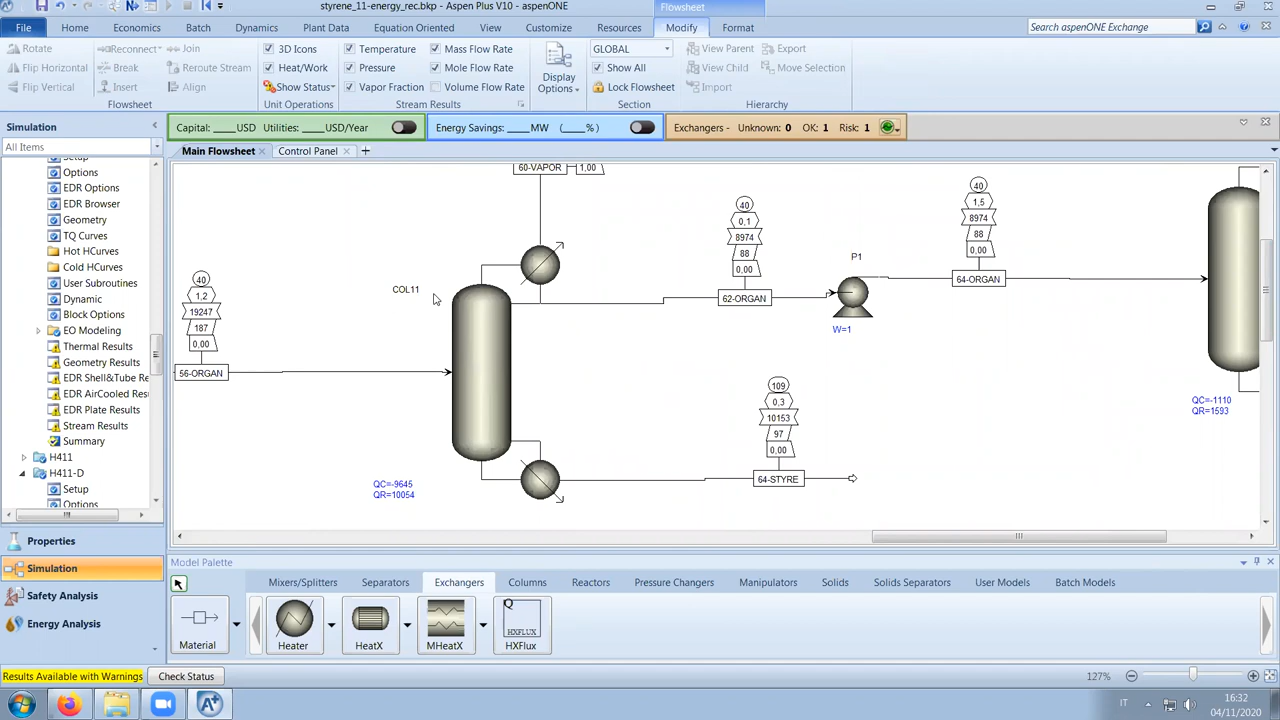 styrene_11-energy_rec.bkp - Aspen Plus V10 - aspenONE
Flowsheet
File Home Economics Batch Dynamics Plant Data Equation Oriented View Customize Resources Modify Format
Search aspenONE Exchange
Rotate Reconnect Join
Flip Horizontal Break Reroute Stream
Flip Vertical Insert Align
Flowsheet
3D Icons
Heat/Work
Show Status
Unit Operations
Temperature Mass Flow Rate
Pressure Mole Flow Rate
Vapor Fraction Volume Flow Rate
Stream Results
Display Options
GLOBAL
Show All
Lock Flowsheet
Section
View Parent Export
View Child Move Selection
Import
Hierarchy
Capital: ____USD Utilities: ____USD/Year
Energy Savings: ____MW (____%)
Exchangers - Unknown: 0 OK: 1 Risk: 1
Simulation
All Items
Main Flowsheet Control Panel
Setup
Options
EDR Options
EDR Browser
Geometry
TQ Curves
Hot HCurves
Cold HCurves
User Subroutines
Dynamic
Block Options
EO Modeling
Thermal Results
Geometry Results
EDR Shell&Tube Re
EDR AirCooled Res
EDR Plate Results
Stream Results
Summary
H411
H411-D
Setup
Options
Properties
Simulation
Safety Analysis
Energy Analysis
60-VAPOR 1,00
40
1,2
19247
187
0,00
56-ORGAN
COL11
QC=-9645
QR=10054
40
0,1
8974
88
0,00
62-ORGAN
P1
W=1
40
1,5
8974
88
0,00
64-ORGAN
109
0,3
10153
97
0,00
64-STYRE
QC=-1110
QR=1593
Model Palette
Mixers/Splitters Separators Exchangers Columns Reactors Pressure Changers Manipulators Solids Solids Separators User Models Batch Models
Material
Heater
HeatX
MHeatX
Q
HXFLUX
HXFlux
Results Available with Warnings Check Status
127%
IT
16:32
04/11/2020